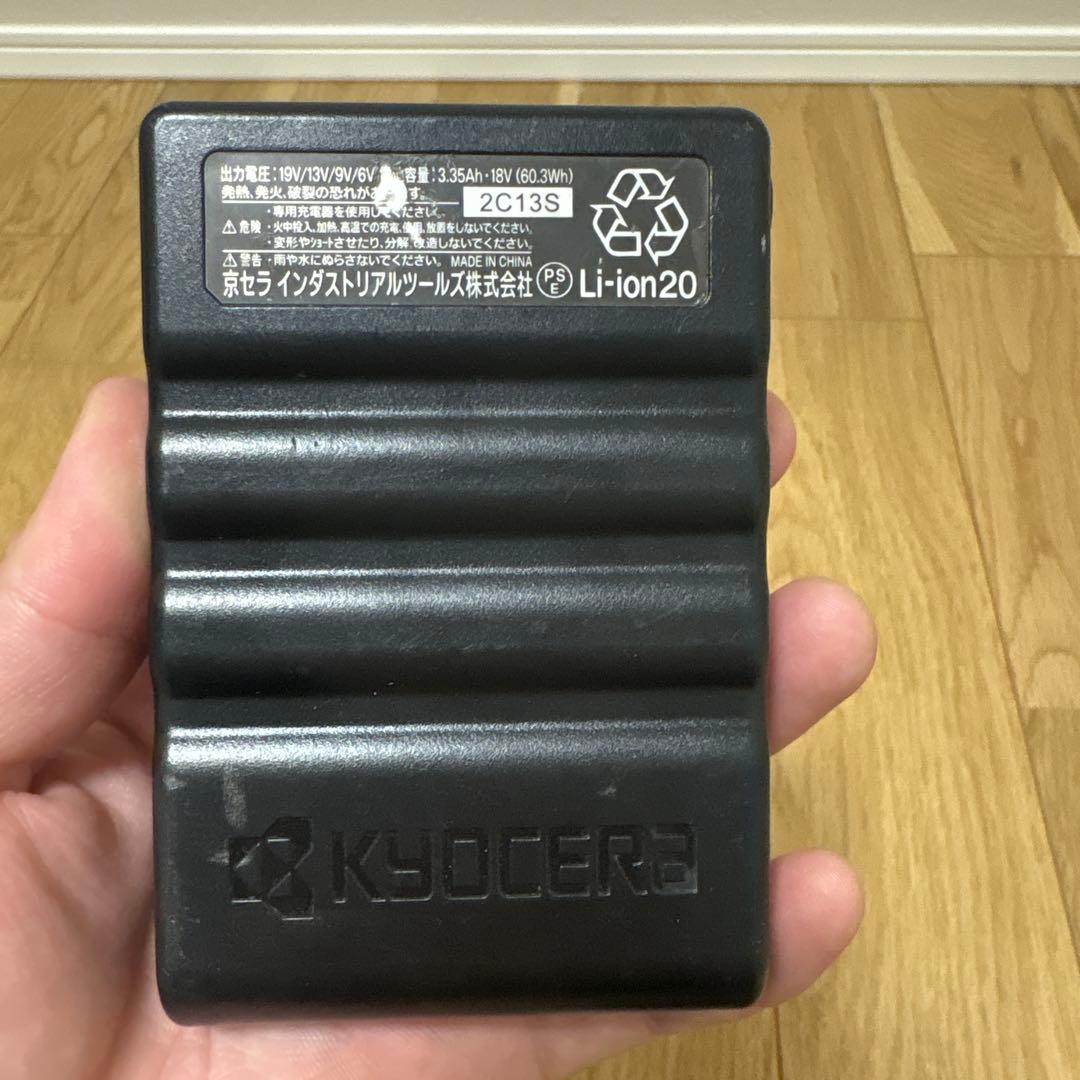 出力電圧:19V/13V/9V/6V 容量:3.35Ah・18V(60.3Wh)
発熱、発火、破裂の恐れがあります。
2C13S
・専用充電器を使用してください。
⚠危険・火中投入、加熱、高温での充電、使用、放置をしないでください。
・変形やショートさせたり、分解、改造しないでください。
⚠警告・雨や水にぬらさないでください。MADE IN CHINA
京セラ インダストリアルツールズ株式会社 PSE Li-ion20
KYOCERA